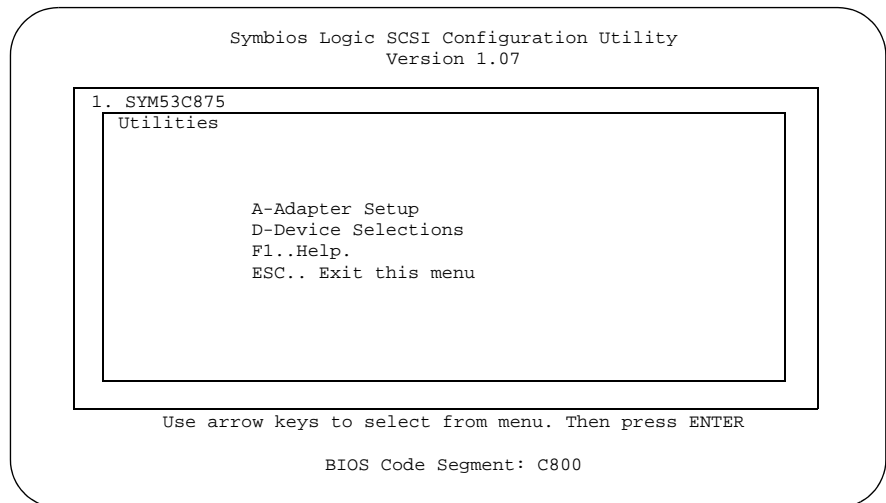 Symbios Logic SCSI Configuration Utility
Version 1.07
1. SYM53C875
Utilities
A-Adapter Setup
D-Device Selections
F1..Help.
ESC.. Exit this menu
Use arrow keys to select from menu. Then press ENTER
BIOS Code Segment: C800